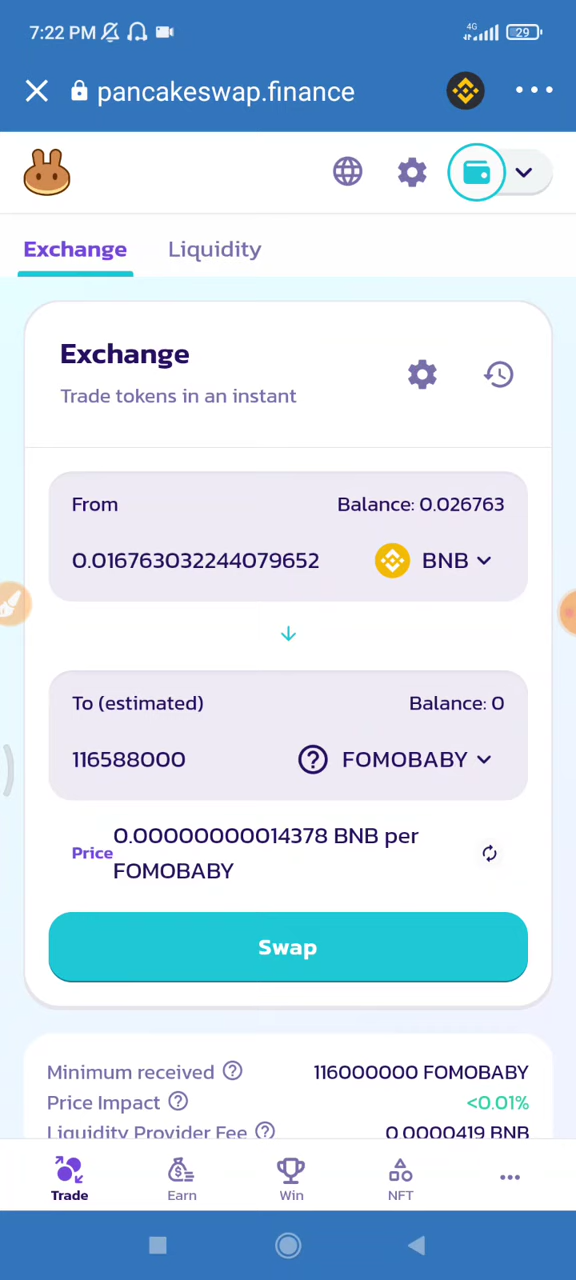 7:22 PM 4G 29
pancakeswap.finance
Exchange Liquidity
Exchange
Trade tokens in an instant
From Balance: 0.026763
0.016763032244079652 BNB
To (estimated) Balance: 0
116588000 FOMOBABY
Price 0.00000000014378 BNB per
FOMOBABY
Swap
Minimum received 116000000 FOMOBABY
Price Impact <0.01%
Liquidity Provider Fee 0.0000419 BNB
Trade Earn Win NFT